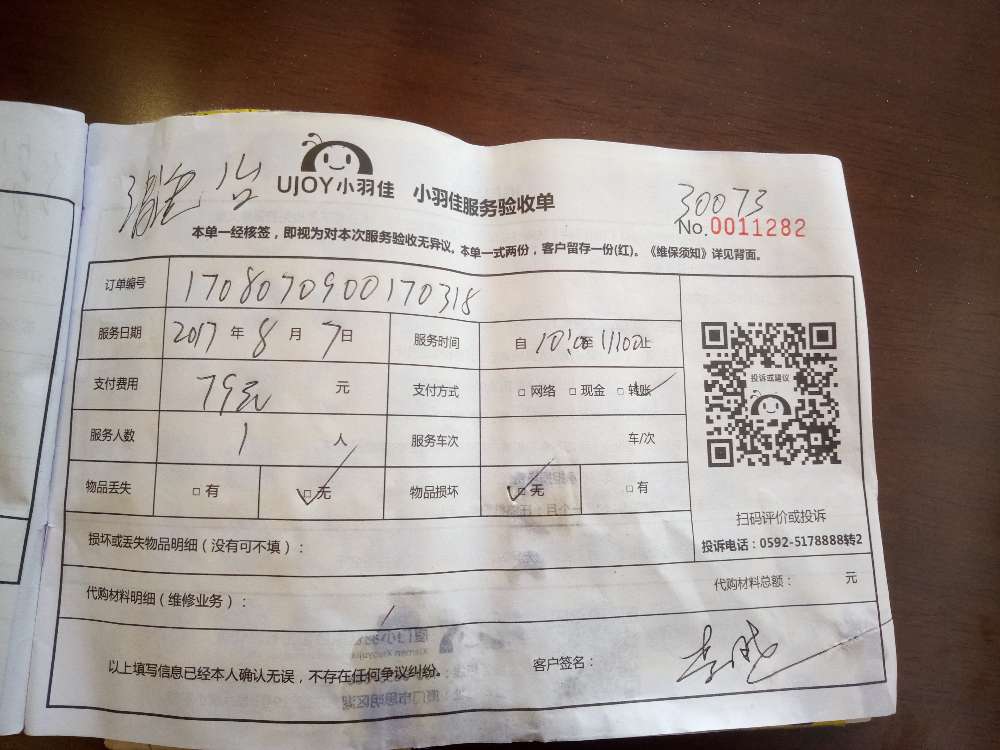 UJOY小羽佳 小羽佳服务验收单
30073
No.0011282
本单一经核签，即视为对本次服务验收无异议。本单一式两份，客户留存一份(红)。《维保须知》详见背面。
订单编号 1708070900170318
服务日期 2017 年 8 月 7 日 服务时间 自 10:00 至 11:00 止
支付费用 79元 元 支付方式 □ 网络 □ 现金 □ 转账
服务人数 1 人 服务车次 车/次
物品丢失 □ 有 □ 无 物品损坏 □ 无 □ 有
投诉或建议
扫码评价或投诉
投诉电话：0592-5178888转2
损坏或丢失物品明细（没有可不填）：
代购材料明细（维修业务）： 代购材料总额： 元
以上填写信息已经本人确认无误，不存在任何争议纠纷。 客户签名：